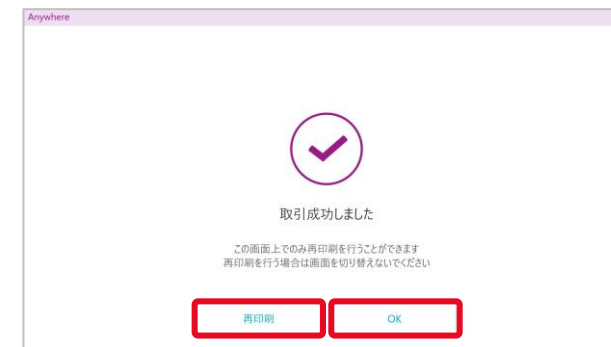 Anywhere
取引成功しました
この画面上でのみ再印刷を行うことができます
再印刷を行う場合は画面を切り替えないでください
再印刷
OK